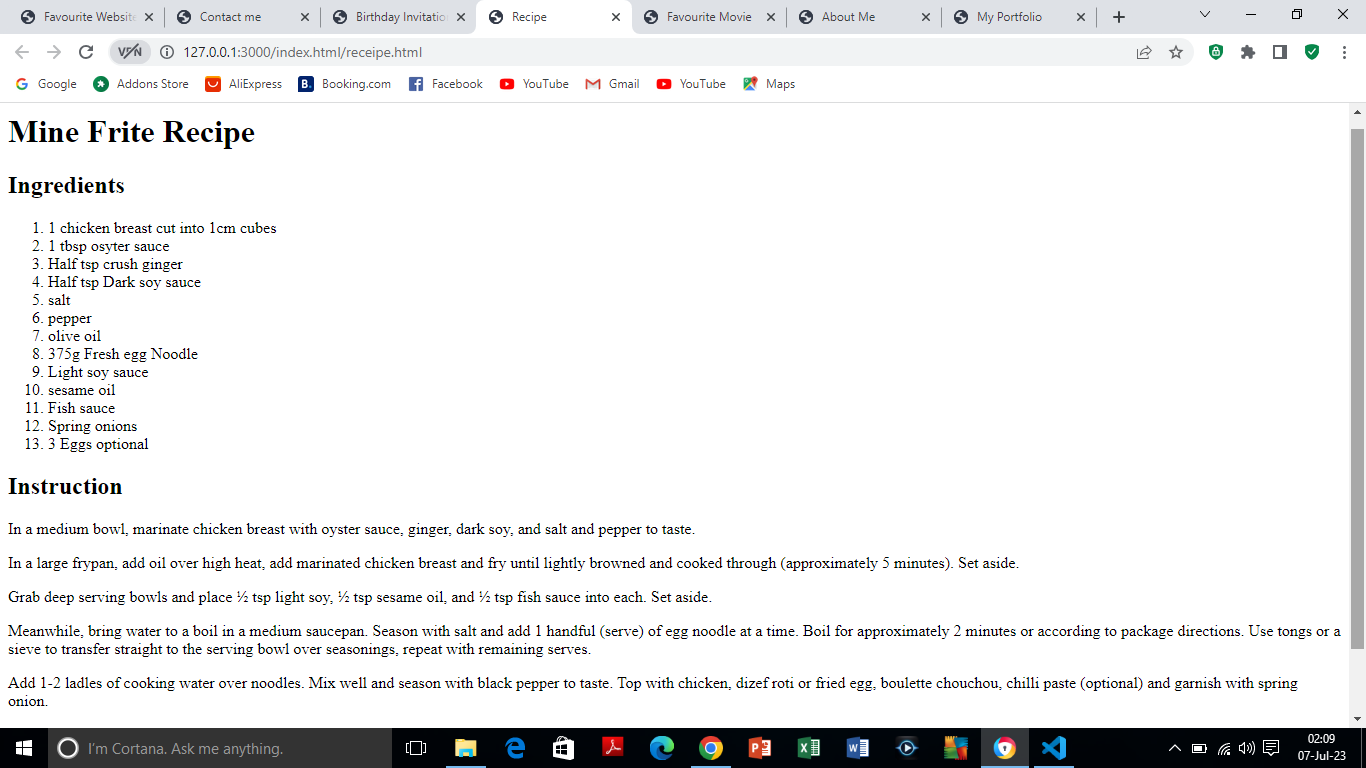 Favourite Website
Contact me
Birthday Invitatio
Recipe
Favourite Movie
About Me
My Portfolio
VPN
127.0.0.1:3000/index.html/receipe.html
Google
Addons Store
AliExpress
Booking.com
Facebook
YouTube
Gmail
YouTube
Maps
Mine Frite Recipe
Ingredients
1. 1 chicken breast cut into 1cm cubes
2. 1 tbsp osyter sauce
3. Half tsp crush ginger
4. Half tsp Dark soy sauce
5. salt
6. pepper
7. olive oil
8. 375g Fresh egg Noodle
9. Light soy sauce
10. sesame oil
11. Fish sauce
12. Spring onions
13. 3 Eggs optional
Instruction
In a medium bowl, marinate chicken breast with oyster sauce, ginger, dark soy, and salt and pepper to taste.
In a large frypan, add oil over high heat, add marinated chicken breast and fry until lightly browned and cooked through (approximately 5 minutes). Set aside.
Grab deep serving bowls and place ½ tsp light soy, ½ tsp sesame oil, and ½ tsp fish sauce into each. Set aside.
Meanwhile, bring water to a boil in a medium saucepan. Season with salt and add 1 handful (serve) of egg noodle at a time. Boil for approximately 2 minutes or according to package directions. Use tongs or a
sieve to transfer straight to the serving bowl over seasonings, repeat with remaining serves.
Add 1-2 ladles of cooking water over noodles. Mix well and season with black pepper to taste. Top with chicken, dizef roti or fried egg, boulette chouchou, chilli paste (optional) and garnish with spring
onion.
I'm Cortana. Ask me anything.
02:09
07-Jul-23